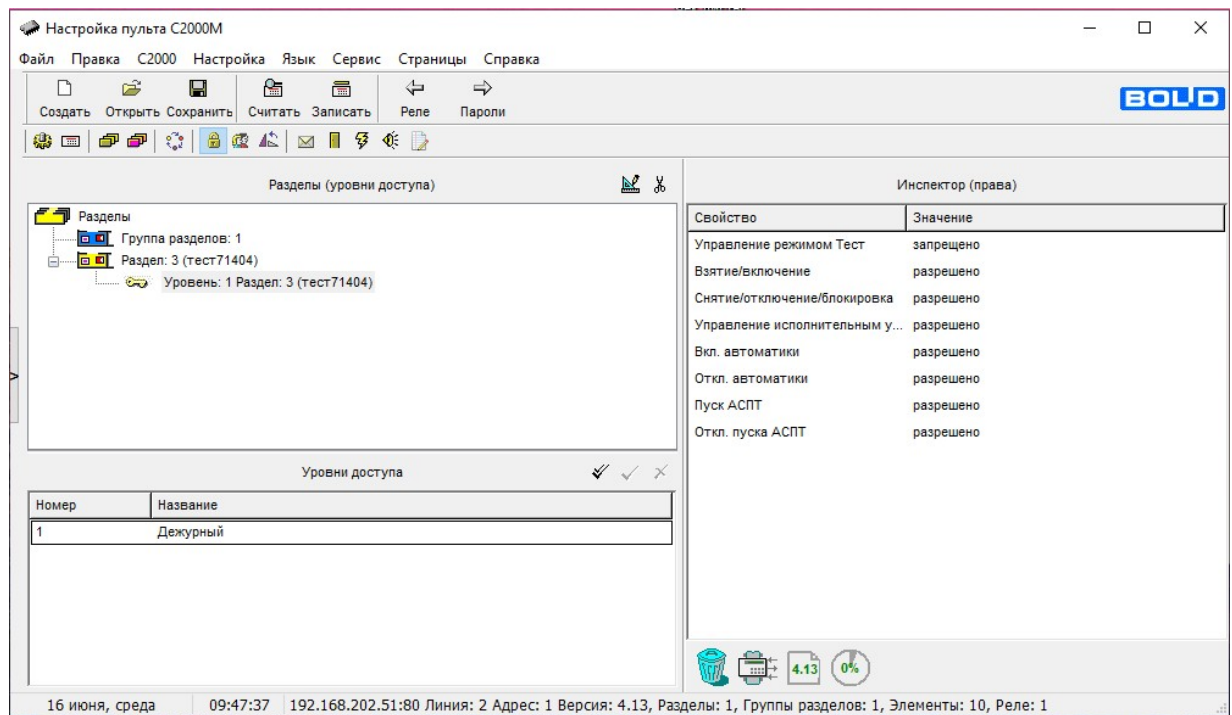 Настройка пульта C2000M
Файл Правка C2000 Настройка Язык Сервис Страницы Справка
Создать Открыть Сохранить Считать Записать Реле Пароли
BOLID
Разделы (уровни доступа)
Разделы
Группа разделов: 1
Раздел: 3 (тест71404)
Уровень: 1 Раздел: 3 (тест71404)
Уровни доступа
Номер Название
1 Дежурный
Инспектор (права)
Свойство Значение
Управление режимом Тест запрещено
Взятие/включение разрешено
Снятие/отключение/блокировка разрешено
Управление исполнительным у... разрешено
Вкл. автоматики разрешено
Откл. автоматики разрешено
Пуск АСПТ разрешено
Откл. пуска АСПТ разрешено
4.13 0%
16 июня, среда 09:47:37 192.168.202.51:80 Линия: 2 Адрес: 1 Версия: 4.13, Разделы: 1, Группы разделов: 1, Элементы: 10, Реле: 1